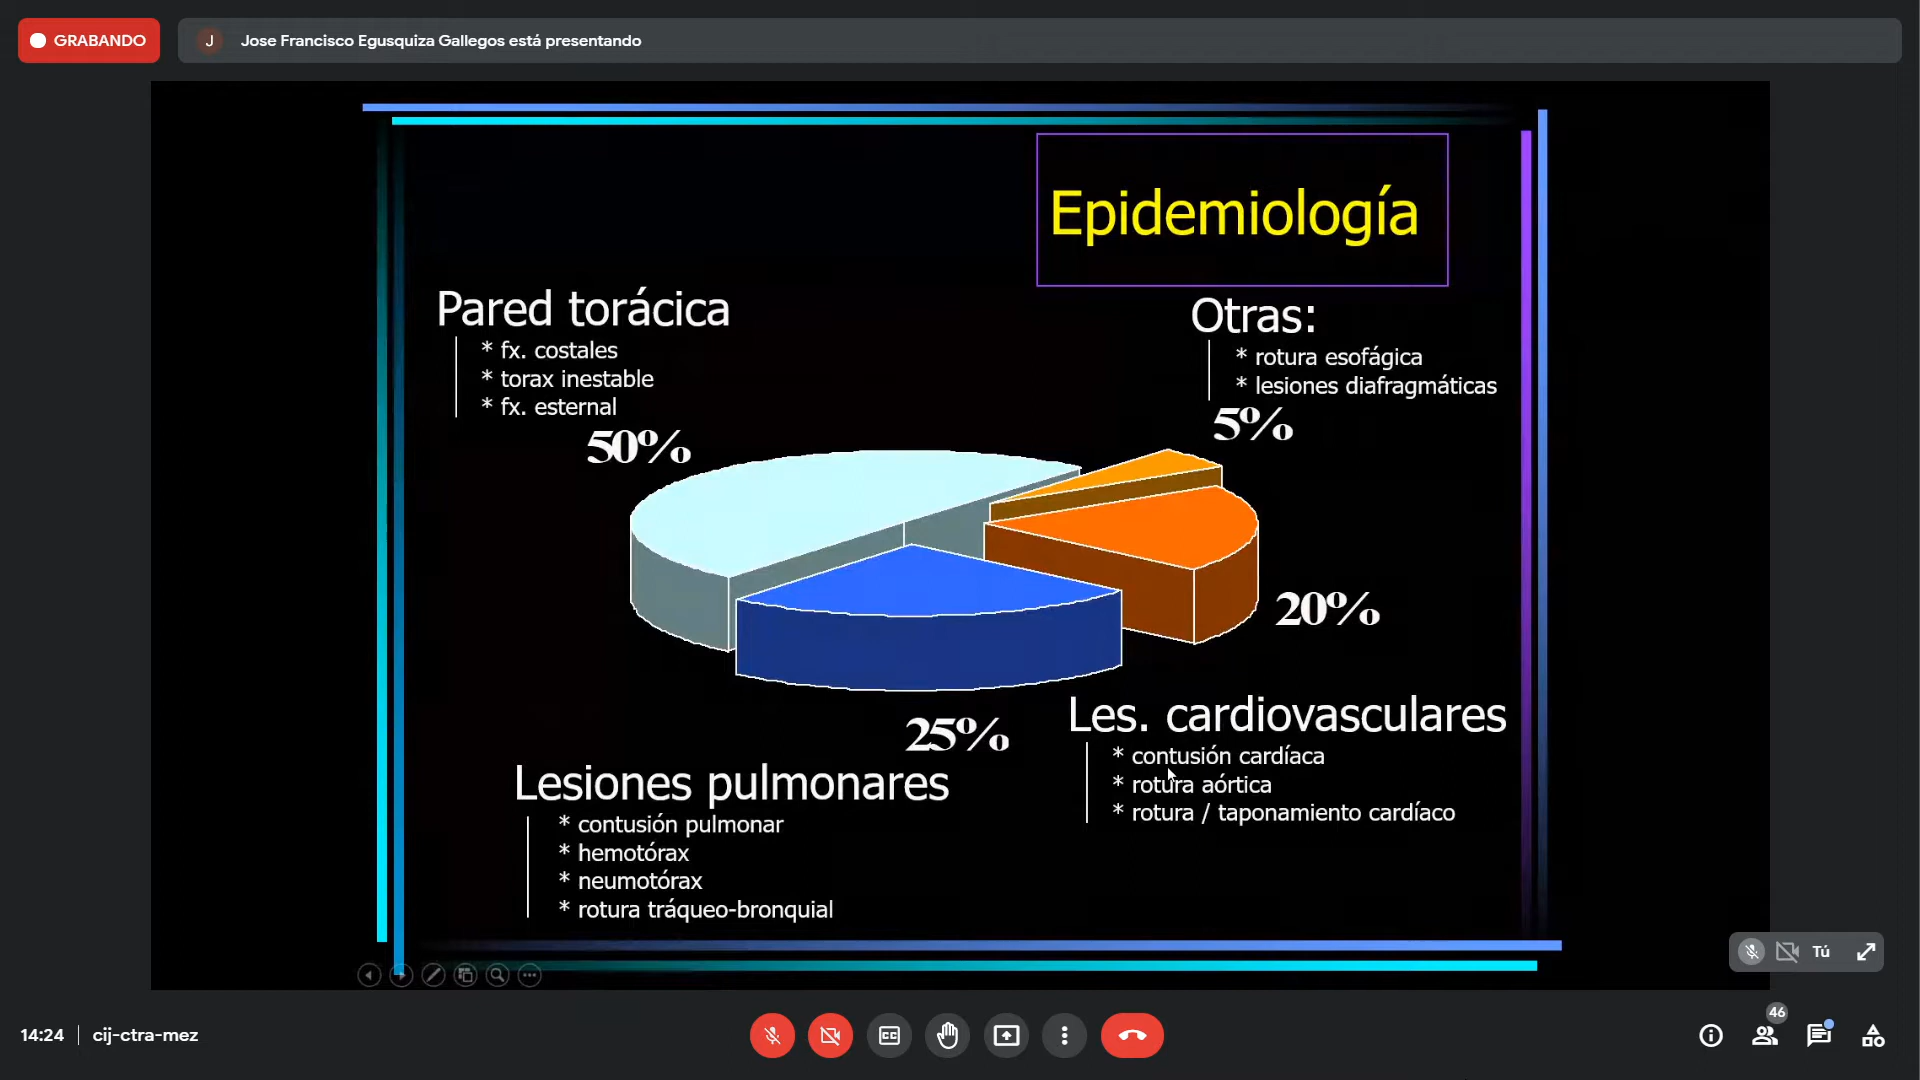 GRABANDO
J
Jose Francisco Egusquiza Gallegos está presentando
Epidemiología
Pared torácica
* fx. costales
* torax inestable
* fx. esternal
50%
Otras:
* rotura esofágica
* lesiones diafragmáticas
5%
20%
25%
Les. cardiovasculares
* contusión cardíaca
* rotura aórtica
* rotura / taponamiento cardíaco
Lesiones pulmonares
* contusión pulmonar
* hemotórax
* neumotórax
* rotura tráqueo-bronquial
Tú
14:24 | cij-ctra-mez
CC
46